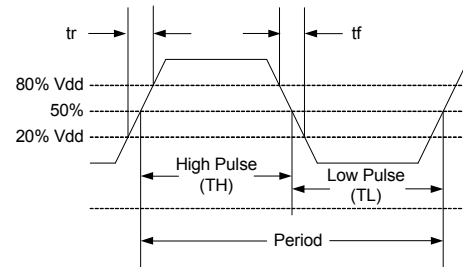 tr
tf
80% Vdd
50%
20% Vdd
High Pulse
(TH)
Low Pulse
(TL)
Period